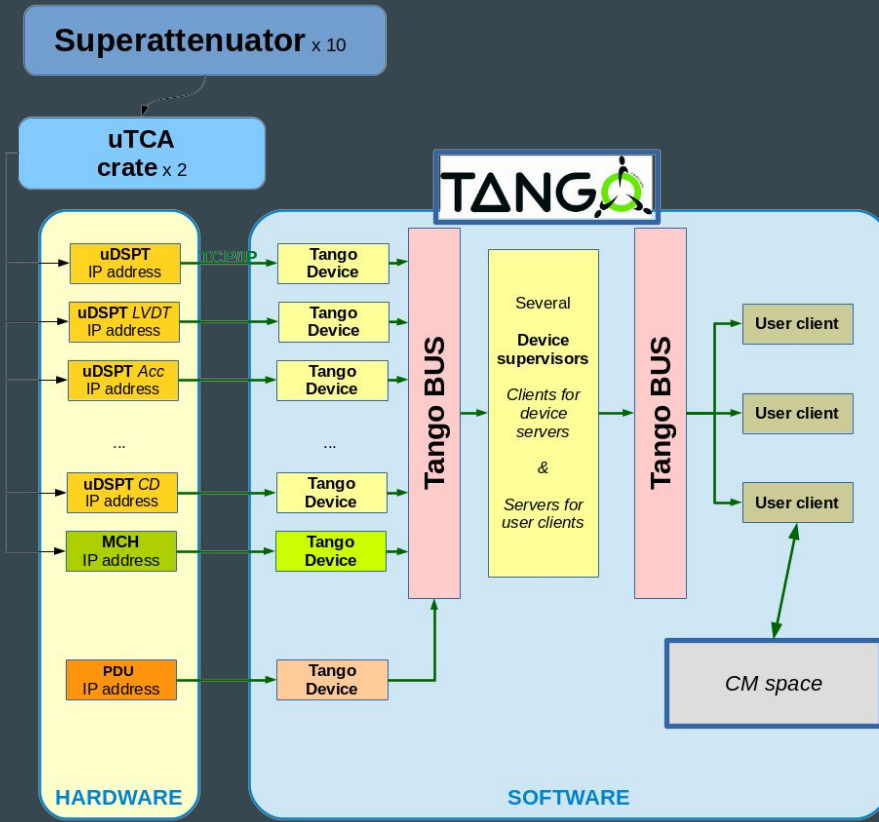 Superattenuator x 10
uTCA
crate x 2
TANGO
uDSPT
IP address
TCP/IP
Tango
Device
uDSPT LVDT
IP address
Tango
Device
uDSPT Acc
IP address
Tango
Device
...
...
uDSPT CD
IP address
Tango
Device
MCH
IP address
Tango
Device
PDU
IP address
Tango
Device
Tango BUS
Several
Device
supervisors
Clients for
device
servers
&
Servers for
user clients
Tango BUS
User client
User client
User client
CM space
HARDWARE
SOFTWARE